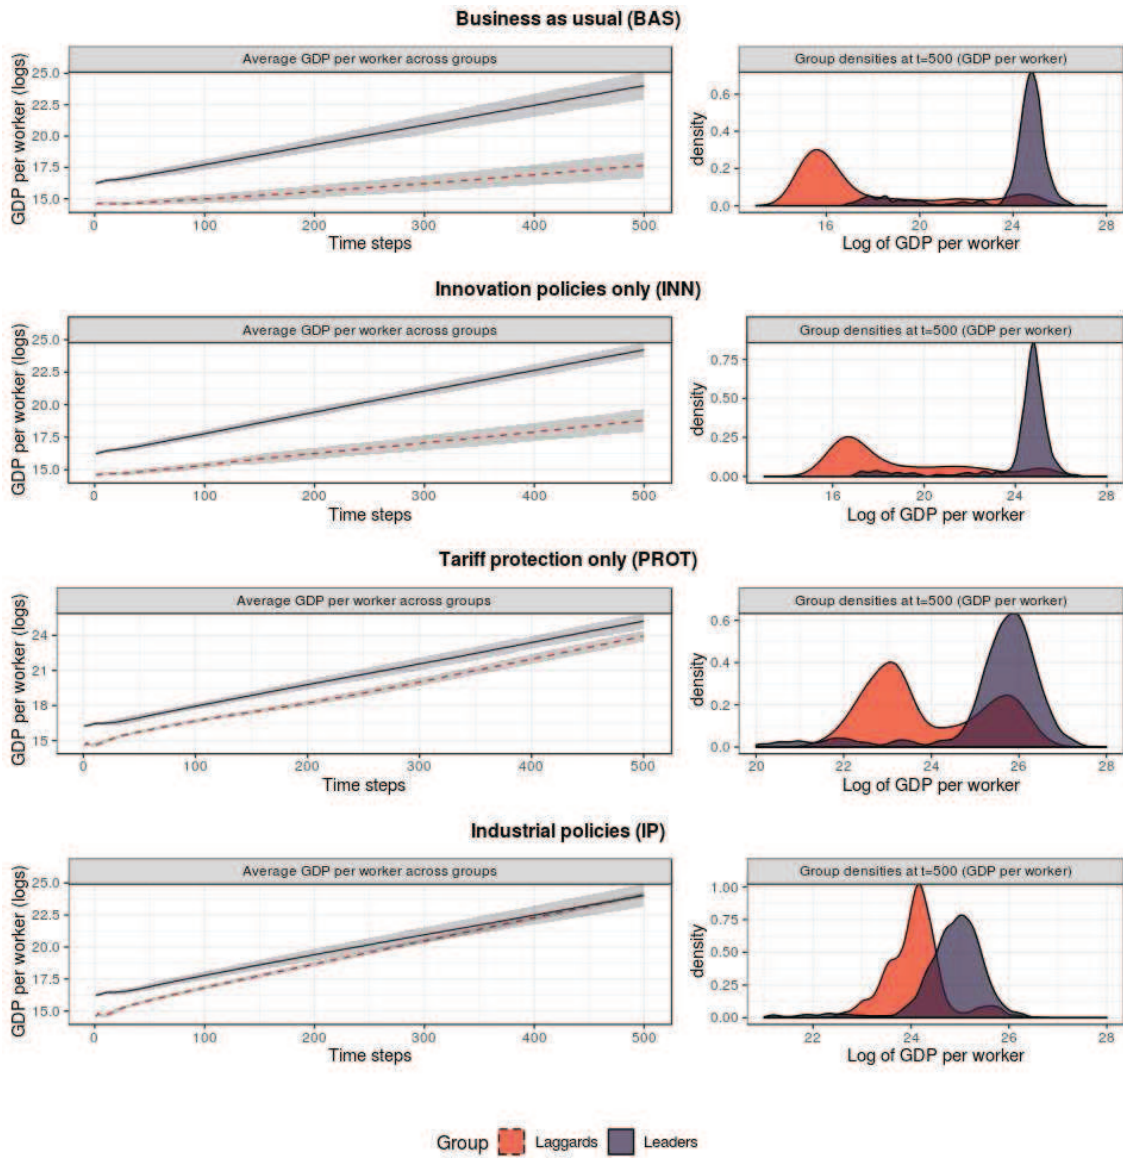 Business as usual (BAS)
Average GDP per worker across groups
Group densities at t=500 (GDP per worker)
GDP per worker (logs)
25.0
22.5
20.0
17.5
15.0
0 100 200 300 400 500
Time steps
density
0.6
0.4
0.2
0.0
16 20 24 28
Log of GDP per worker
Innovation policies only (INN)
Average GDP per worker across groups
Group densities at t=500 (GDP per worker)
GDP per worker (logs)
25.0
22.5
20.0
17.5
15.0
0 100 200 300 400 500
Time steps
density
0.75
0.50
0.25
0.00
16 20 24 28
Log of GDP per worker
Tariff protection only (PROT)
Average GDP per worker across groups
Group densities at t=500 (GDP per worker)
GDP per worker (logs)
24
21
18
15
0 100 200 300 400 500
Time steps
density
0.6
0.4
0.2
0.0
20 22 24 26 28
Log of GDP per worker
Industrial policies (IP)
Average GDP per worker across groups
Group densities at t=500 (GDP per worker)
GDP per worker (logs)
25.0
22.5
20.0
17.5
15.0
0 100 200 300 400 500
Time steps
density
1.00
0.75
0.50
0.25
0.00
22 24 26 28
Log of GDP per worker
Group Laggards Leaders